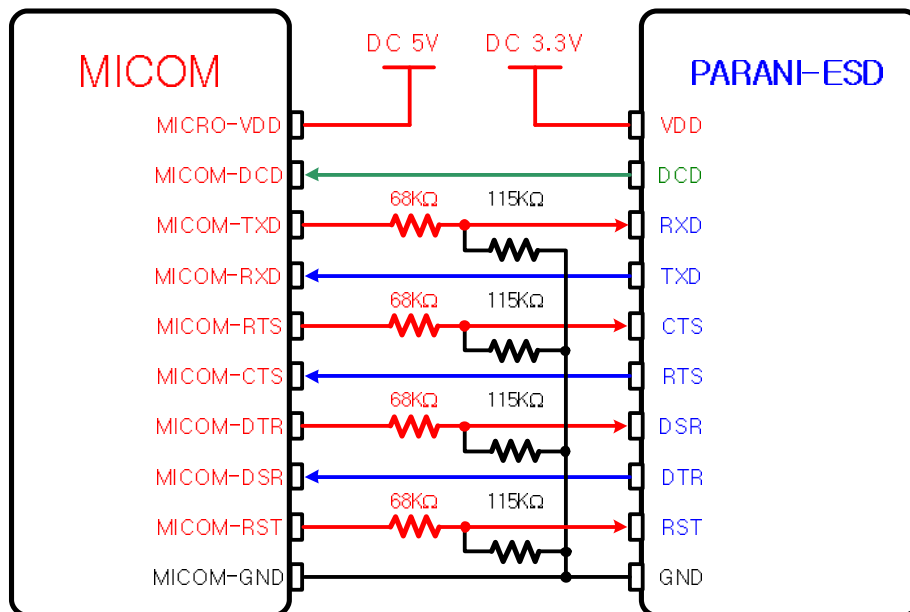 DC 5V DC 3.3V
MICOM PARANI-ESD
MICRO-VDD VDD
MICOM-DCD DCD
68KΩ 115KΩ
MICOM-TXD RXD
MICOM-RXD TXD
68KΩ 115KΩ
MICOM-RTS CTS
MICOM-CTS RTS
68KΩ 115KΩ
MICOM-DTR DSR
MICOM-DSR DTR
68KΩ 115KΩ
MICOM-RST RST
MICOM-GND GND